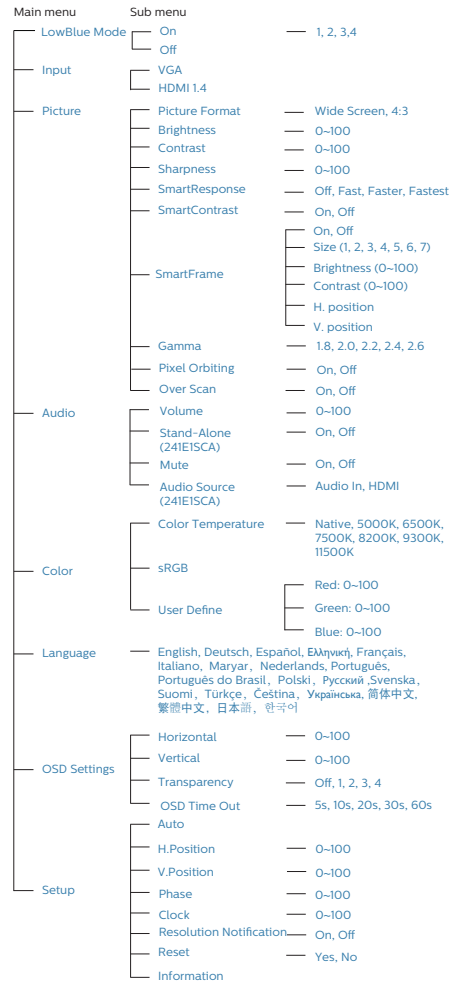 Main menu Sub menu
LowBlue Mode On 1, 2, 3,4
Off
Input VGA
HDMI 1.4
Picture Picture Format Wide Screen, 4:3
Brightness 0~100
Contrast 0~100
Sharpness 0~100
SmartResponse Off, Fast, Faster, Fastest
SmartContrast On, Off
On, Off
Size (1, 2, 3, 4, 5, 6, 7)
SmartFrame Brightness (0~100)
Contrast (0~100)
H. position
V. position
Gamma 1.8, 2.0, 2.2, 2.4, 2.6
Pixel Orbiting On, Off
Over Scan On, Off
Audio Volume 0~100
Stand-Alone On, Off
(241E1SCA)
Mute On, Off
Audio Source Audio In, HDMI
(241E1SCA)
Color Temperature Native, 5000K, 6500K,
7500K, 8200K, 9300K,
11500K
Color sRGB
Red: 0~100
User Define Green: 0~100
Blue: 0~100
Language English, Deutsch, Español, Ελληνική, Français,
Italiano, Maryar, Nederlands, Português,
Português do Brasil, Polski, Русский ,Svenska,
Suomi, Türkçe, Čeština, Українська, 简体中文,
繁體中文, 日本語, 한국어
Horizontal 0~100
OSD Settings Vertical 0~100
Transparency Off, 1, 2, 3, 4
OSD Time Out 5s, 10s, 20s, 30s, 60s
Auto
H.Position 0~100
V.Position 0~100
Setup Phase 0~100
Clock 0~100
Resolution Notification On, Off
Reset Yes, No
Information